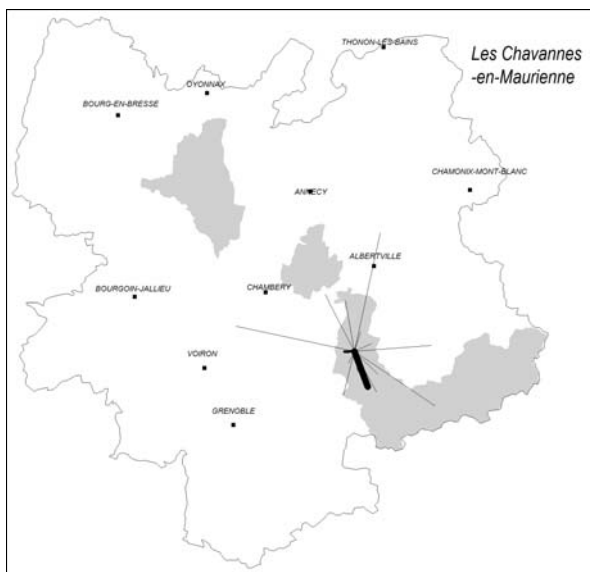 THONON-LES-BAINS
Les Chavannes
-en-Maurienne
OYONNAX
BOURG-EN-BRESSE
CHAMONIX-MONT-BLANC
ANNECY
ALBERTVILLE
CHAMBERY
BOURGOIN-JALLIEU
VOIRON
GRENOBLE